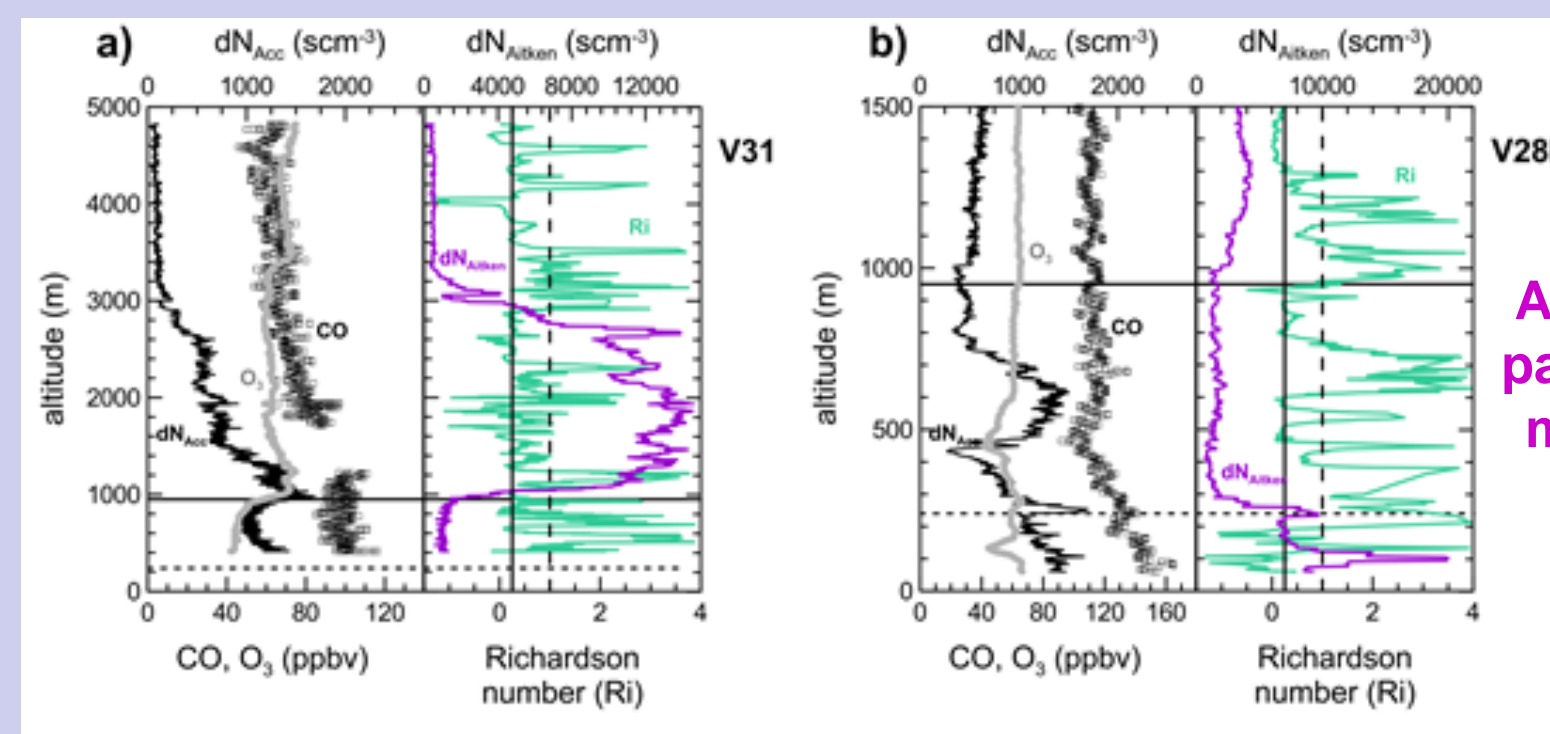 a)
dN_Acc (scm⁻³)
dN_Aitken (scm⁻³)
0 1000 2000
0 4000 8000 12000
5000
4000
3000
2000
1000
0
altitude (m)
V31
Ri
dN_Aitken
CO
O₃
dN_Acc
0 40 80 120
0 2 4
CO, O₃ (ppbv)
Richardson
number (Ri)
b)
dN_Acc (scm⁻³)
dN_Aitken (scm⁻³)
0 1000 2000
0 10000 20000
1500
1000
500
0
altitude (m)
V28
Ri
O₃
CO
dN_Acc
dN_Aitken
0 40 80 120 160
0 2 4
CO, O₃ (ppbv)
Richardson
number (Ri)
A
pa